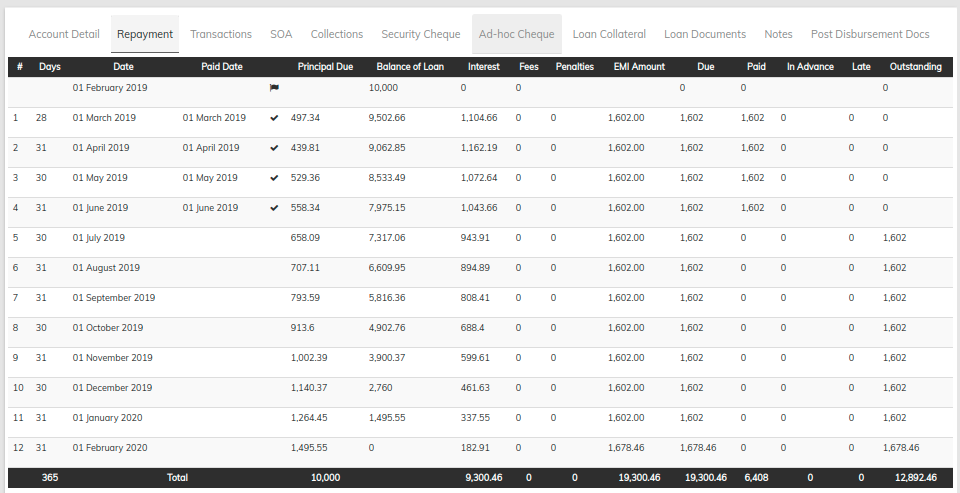 Account Detail Repayment Transactions SOA Collections Security Cheque Ad-hoc Cheque Loan Collateral Loan Documents Notes Post Disbursement Docs
# Days Date Paid Date Principal Due Balance of Loan Interest Fees Penalties EMI Amount Due Paid In Advance Late Outstanding
01 February 2019 10,000 0 0 0 0 0
1 28 01 March 2019 01 March 2019 ✔ 497.34 9,502.66 1,104.66 0 0 1,602.00 1,602 1,602 0 0 0
2 31 01 April 2019 01 April 2019 ✔ 439.81 9,062.85 1,162.19 0 0 1,602.00 1,602 1,602 0 0 0
3 30 01 May 2019 01 May 2019 ✔ 529.36 8,533.49 1,072.64 0 0 1,602.00 1,602 1,602 0 0 0
4 31 01 June 2019 01 June 2019 ✔ 558.34 7,975.15 1,043.66 0 0 1,602.00 1,602 1,602 0 0 0
5 30 01 July 2019 658.09 7,317.06 943.91 0 0 1,602.00 1,602 0 0 0 1,602
6 31 01 August 2019 707.11 6,609.95 894.89 0 0 1,602.00 1,602 0 0 0 1,602
7 31 01 September 2019 793.59 5,816.36 808.41 0 0 1,602.00 1,602 0 0 0 1,602
8 30 01 October 2019 913.6 4,902.76 688.4 0 0 1,602.00 1,602 0 0 0 1,602
9 31 01 November 2019 1,002.39 3,900.37 599.61 0 0 1,602.00 1,602 0 0 0 1,602
10 30 01 December 2019 1,140.37 2,760 461.63 0 0 1,602.00 1,602 0 0 0 1,602
11 31 01 January 2020 1,264.45 1,495.55 337.55 0 0 1,602.00 1,602 0 0 0 1,602
12 31 01 February 2020 1,495.55 0 182.91 0 0 1,678.46 1,678.46 0 0 0 1,678.46
365 Total 10,000 9,300.46 0 0 19,300.46 19,300.46 6,408 0 0 12,892.46